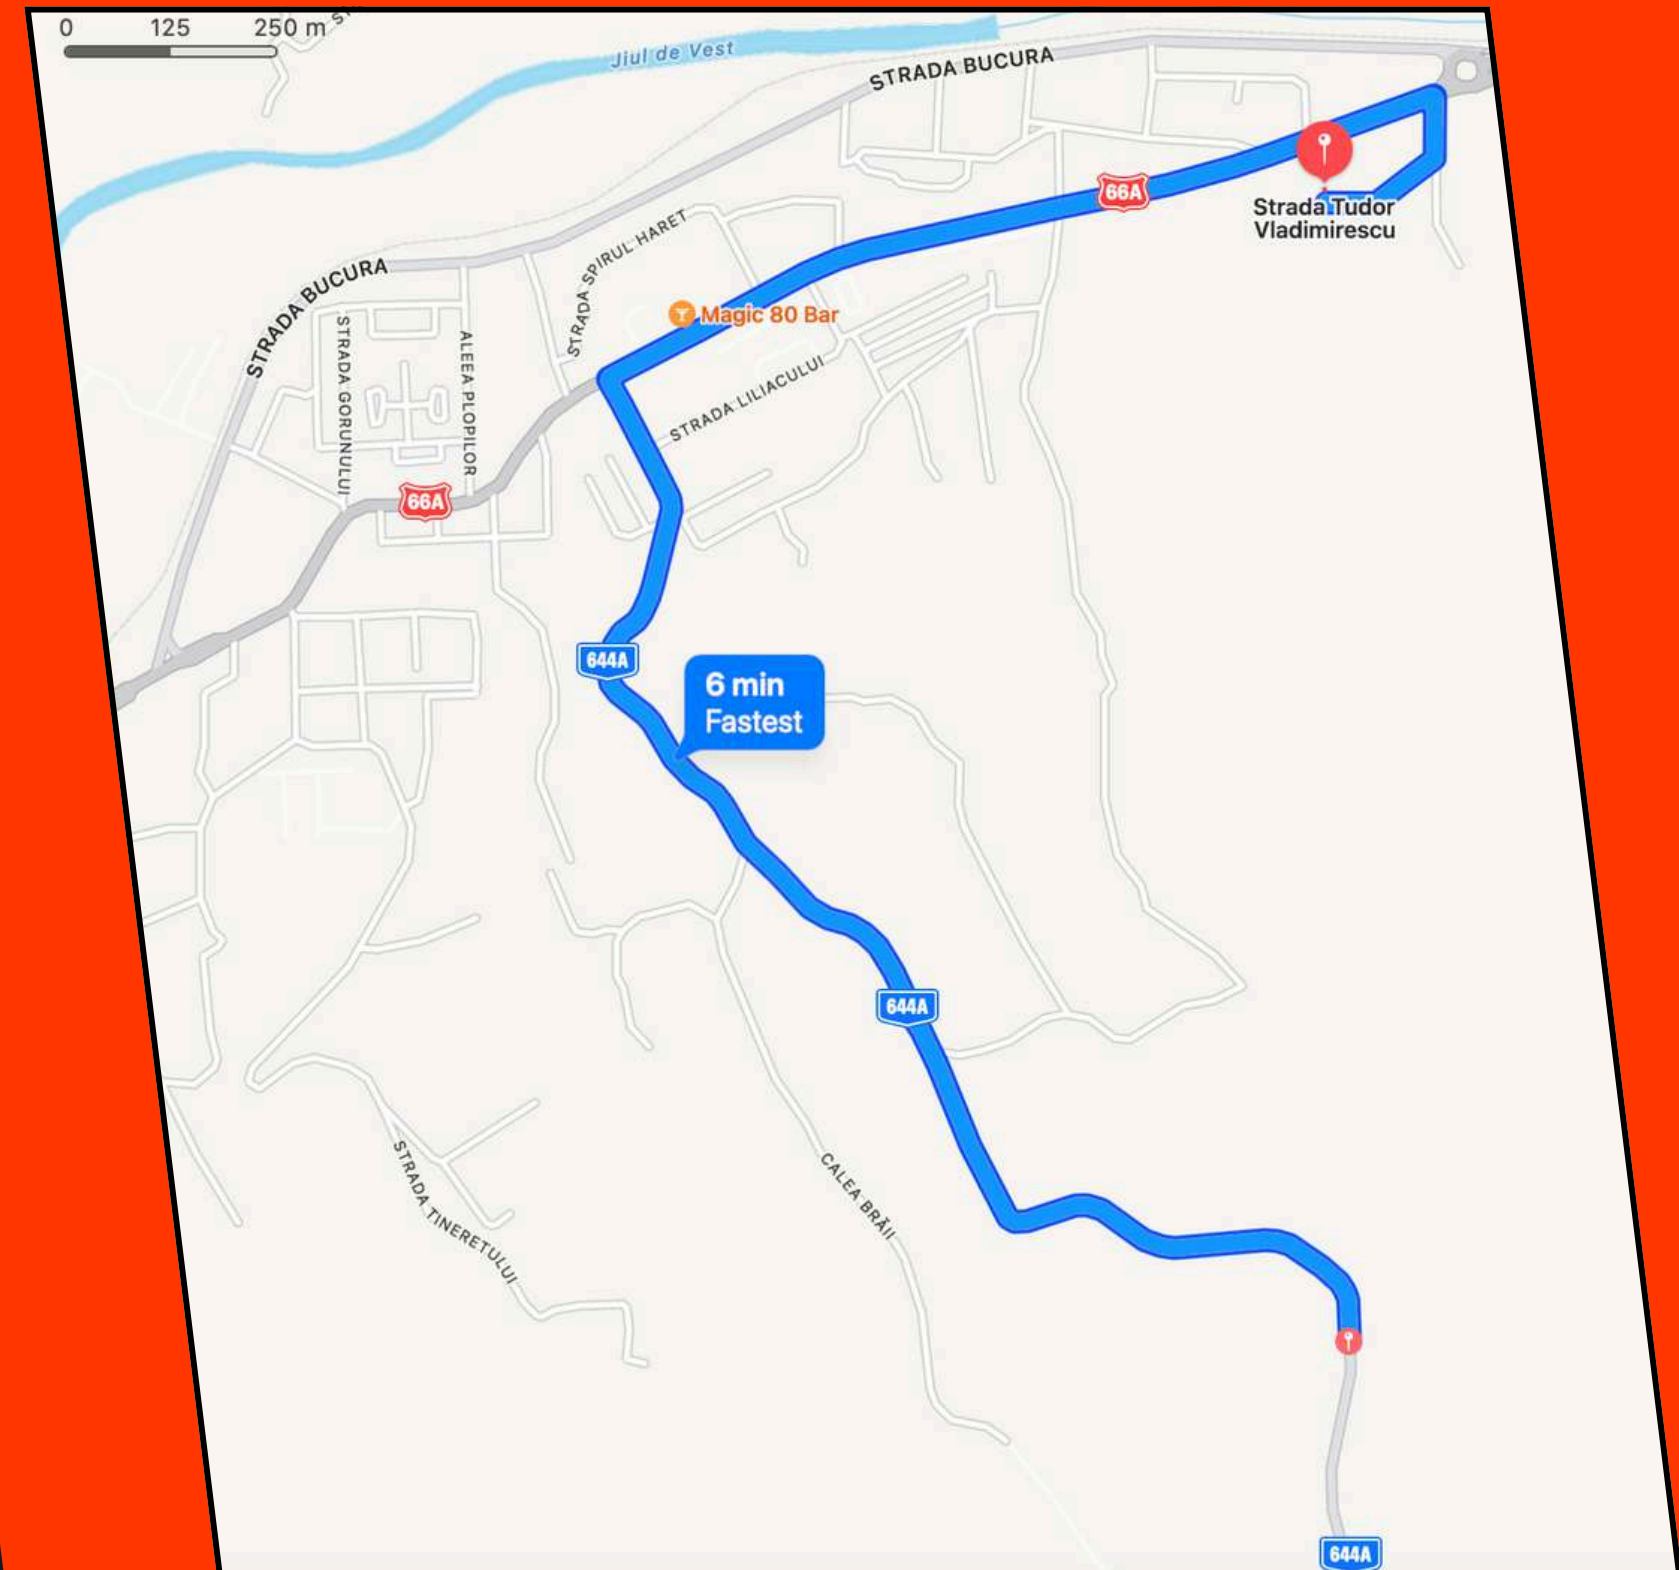 0 125 250 m
Jiul de Vest
STRADA BUCURA
66A
Strada Tudor
Vladimirescu
STRADA SPIRUL HARET
STRADA BUCURA
Magic 80 Bar
STRADA GORUNULUI
ALEEA PLOPILOR
STRADA LILIACULUI
66A
644A
6 min
Fastest
644A
STRADA TINERETULUI
CALEA BRĂII
644A